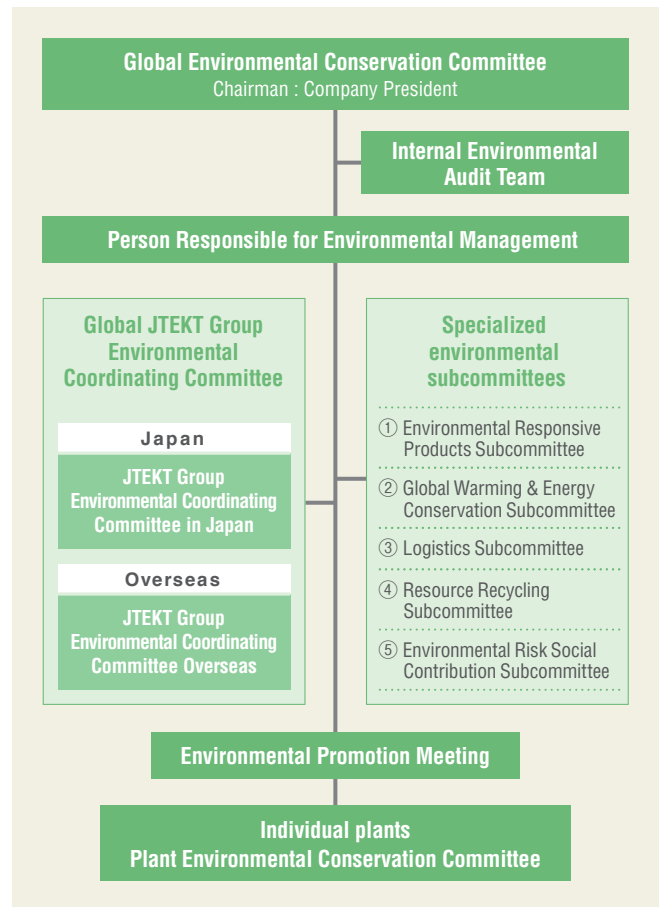 Global Environmental Conservation Committee
Chairman : Company President
Internal Environmental
Audit Team
Person Responsible for Environmental Management
Global JTEKT Group
Environmental
Coordinating Committee
Japan
JTEKT Group
Environmental Coordinating
Committee in Japan
Overseas
JTEKT Group
Environmental Coordinating
Committee Overseas
Specialized
environmental
subcommittees
① Environmental Responsive
Products Subcommittee
② Global Warming & Energy
Conservation Subcommittee
③ Logistics Subcommittee
④ Resource Recycling
Subcommittee
⑤ Environmental Risk Social
Contribution Subcommittee
Environmental Promotion Meeting
Individual plants
Plant Environmental Conservation Committee